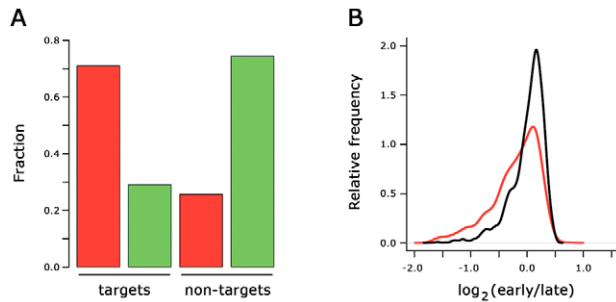 A
Fraction
0.8
0.6
0.4
0.2
0.0
targets non-targets
B
Relative frequency
2.0
1.5
1.0
0.5
0.0
-2.0 -1.0 0.0 1.0
log2(early/late)